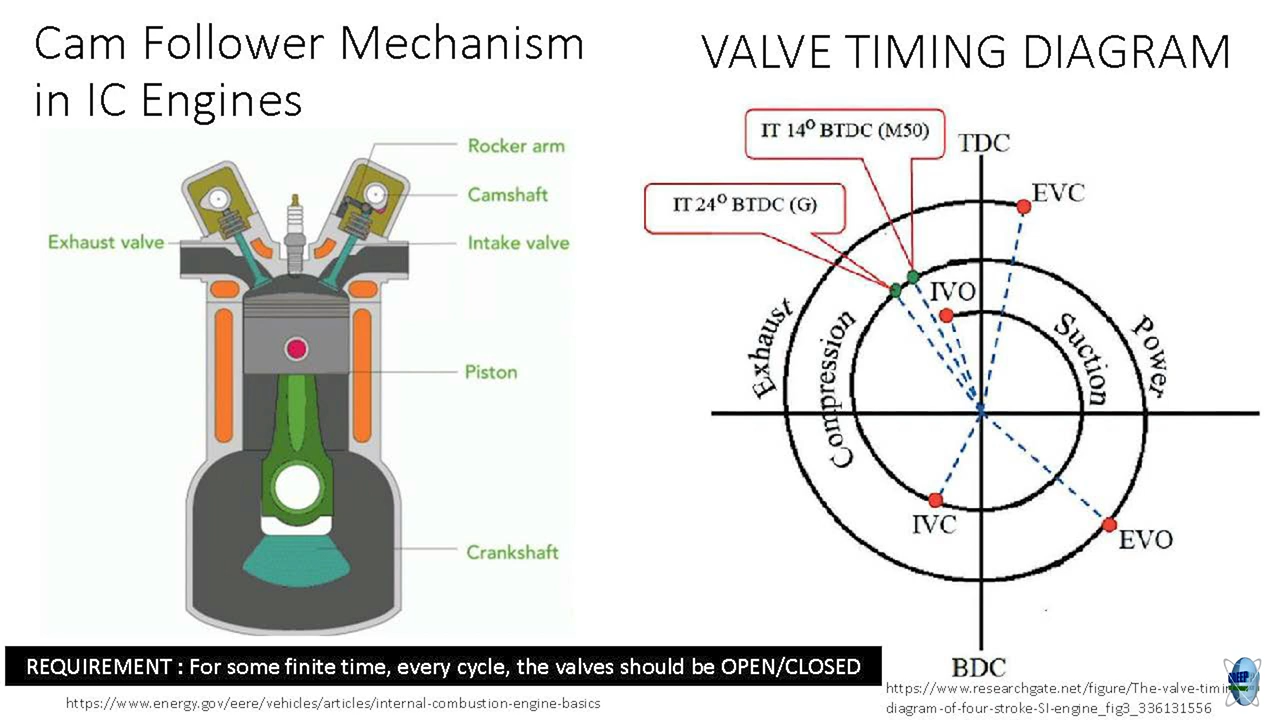 Cam Follower Mechanism
in IC Engines
VALVE TIMING DIAGRAM
Rocker arm
Camshaft
Exhaust valve
Intake valve
Piston
Crankshaft
IT 14⁰ BTDC (M50)
TDC
EVC
IT 24⁰ BTDC (G)
IVO
Exhaust
Compression
Suction
Power
IVC
EVO
BDC
REQUIREMENT : For some finite time, every cycle, the valves should be OPEN/CLOSED
https://www.energy.gov/eere/vehicles/articles/internal-combustion-engine-basics
https://www.researchgate.net/figure/The-valve-timin
diagram-of-four-stroke-SI-engine_fig3_336131556